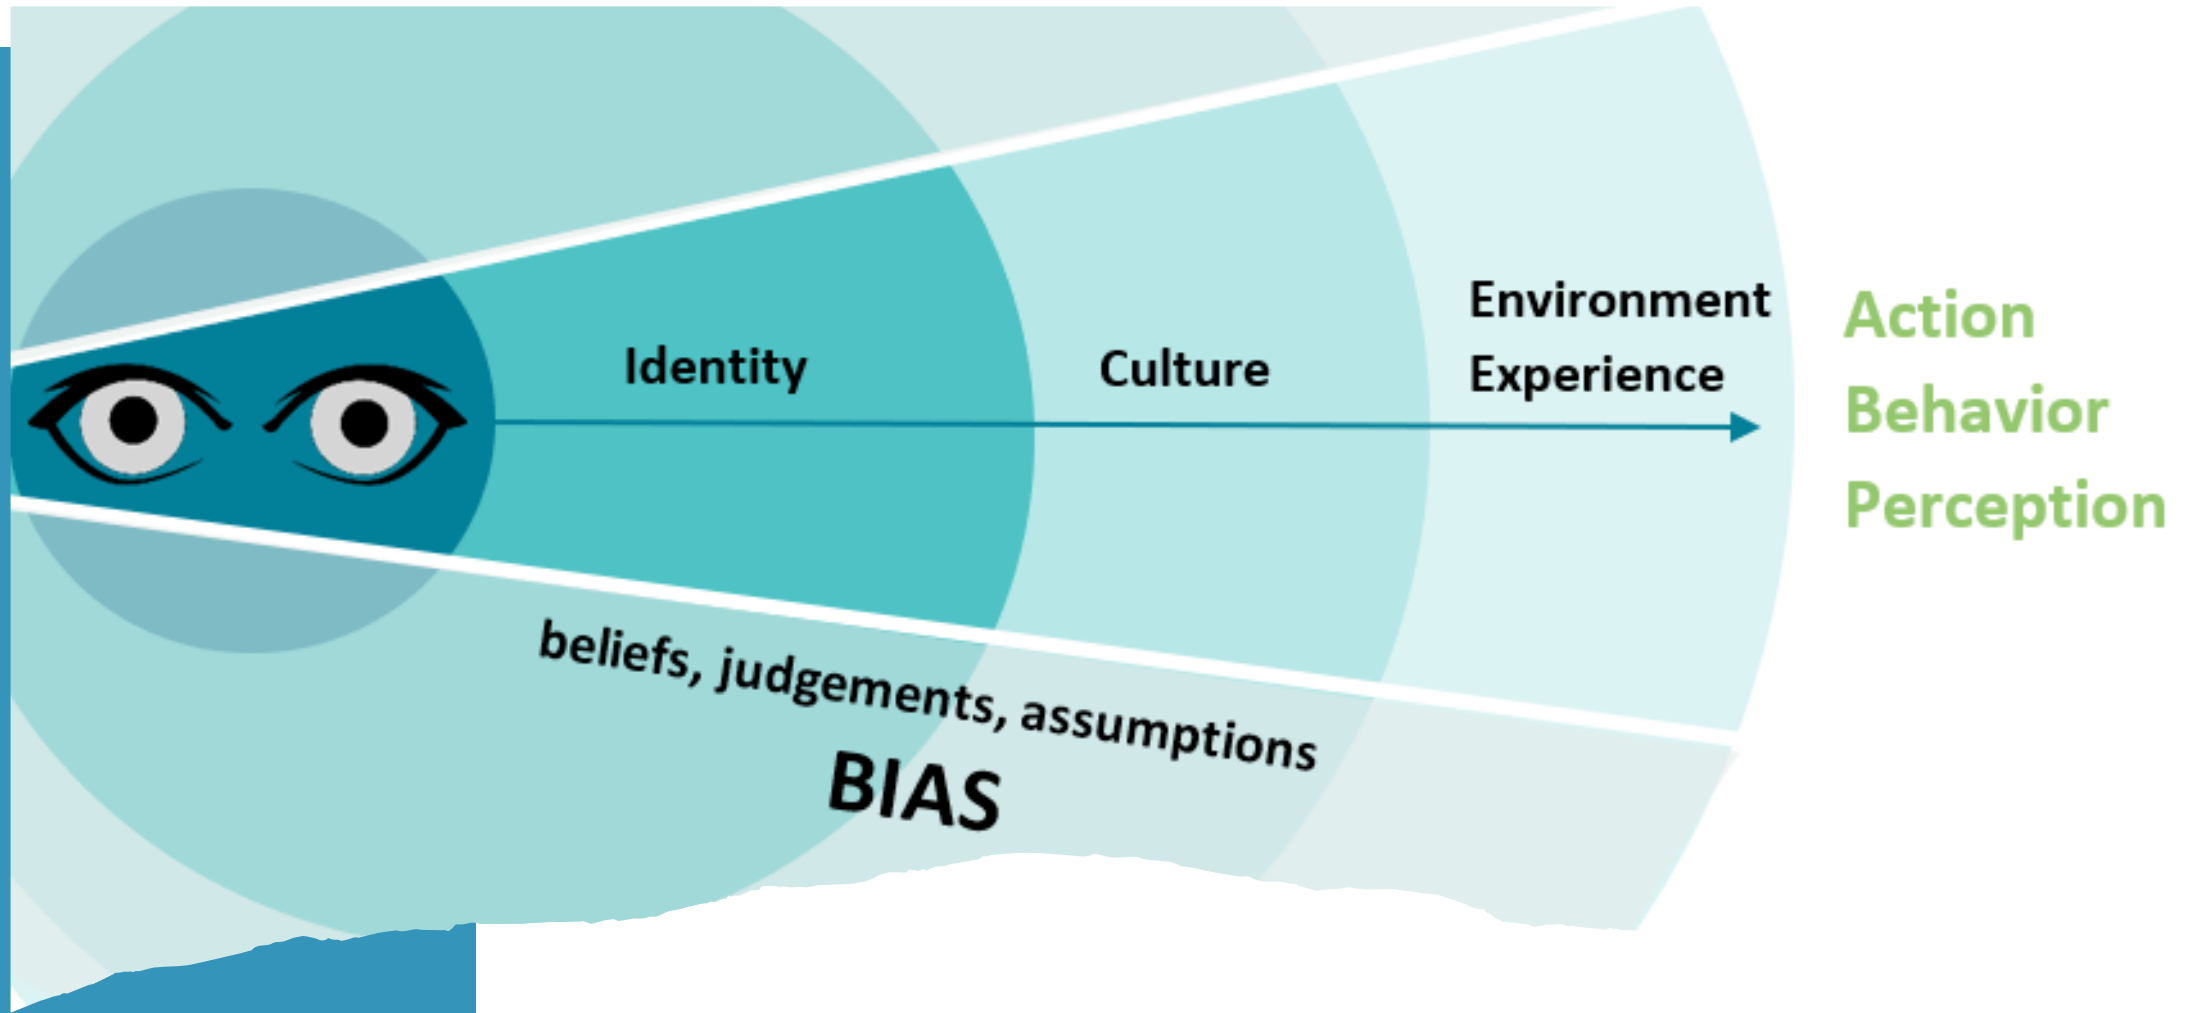 Identity
Culture
Environment
Experience
Action
Behavior
Perception
beliefs, judgements, assumptions
BIAS